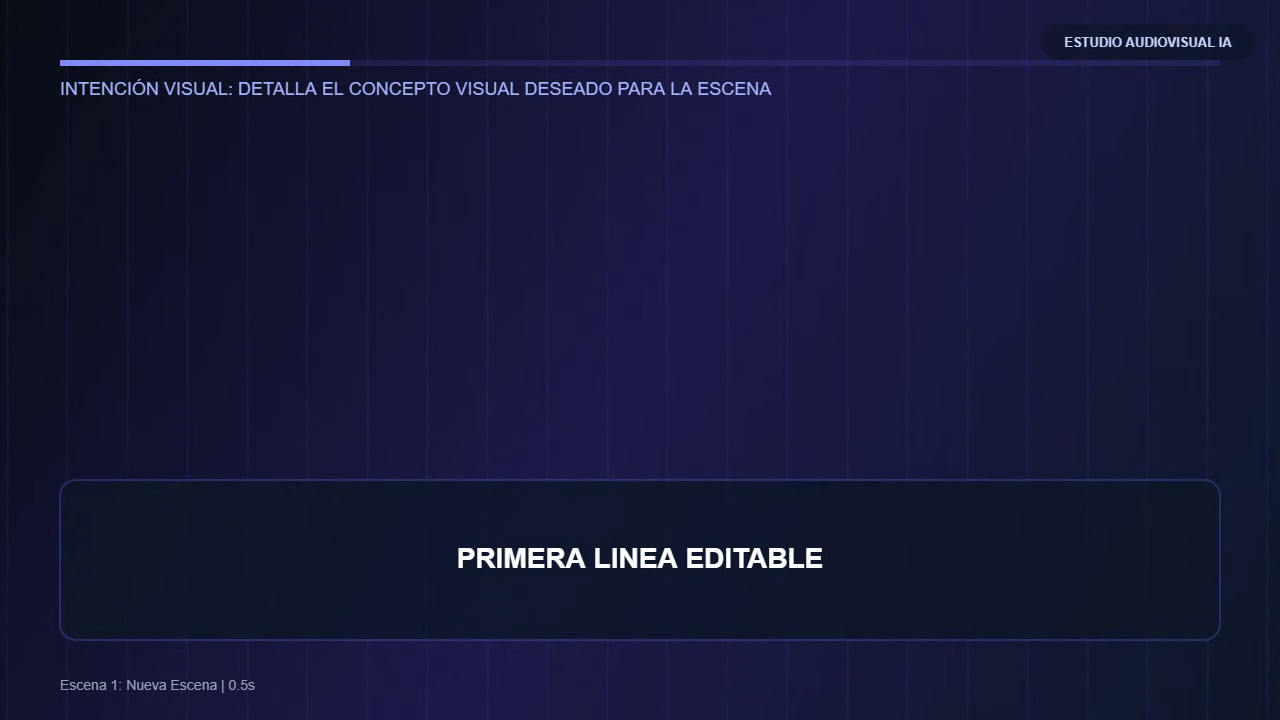 ESTUDIO AUDIOVISUAL IA
INTENCIÓN VISUAL: DETALLA EL CONCEPTO VISUAL DESEADO PARA LA ESCENA
PRIMERA LINEA EDITABLE
Escena 1: Nueva Escena | 0.5s